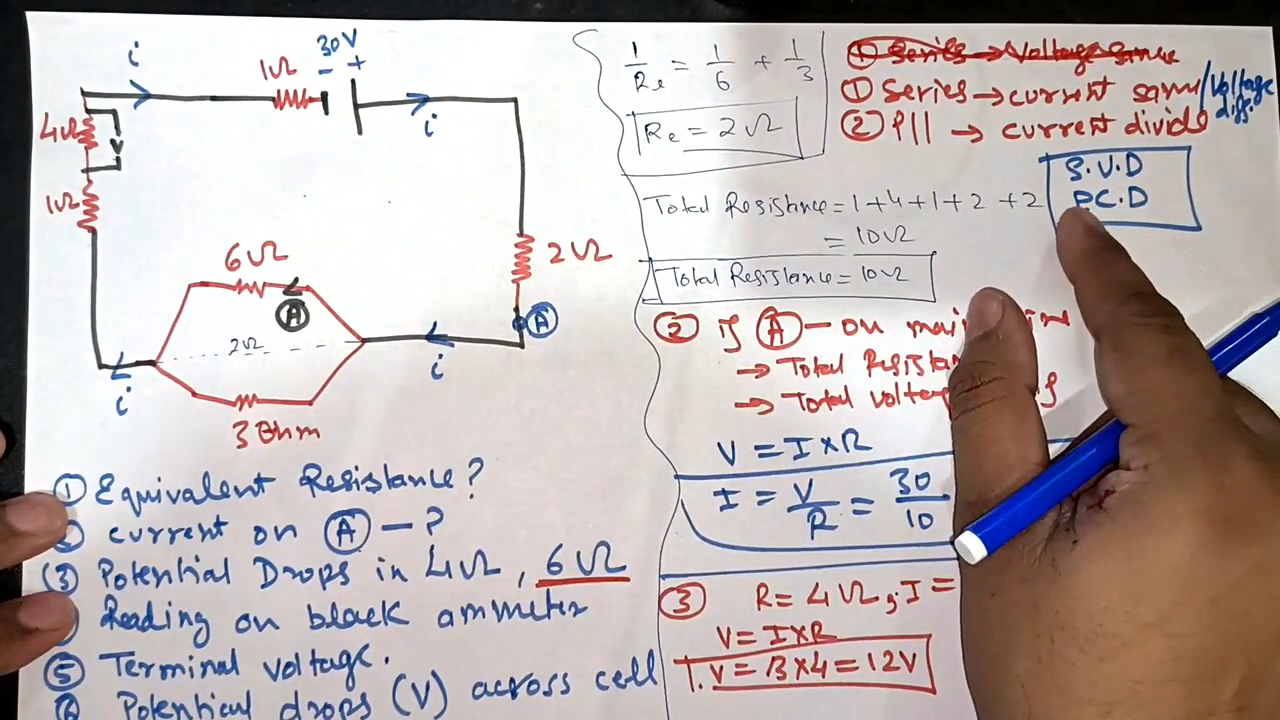 30V
i
1Ω
- +
i
4Ω
V
1Ω
6Ω
2Ω
A
A
2Ω
i
i
3 Ohm
① Equivalent Resistance?
current on A - ?
(3) Potential Drops in 4Ω, 6Ω
Reading on black ammeter
⑤ Terminal voltage.
Potential drops (V) across cell
1/Re = 1/6 + 1/3
Re = 2Ω
① Series → Voltage same
① Series → current same / Voltage diff.
② P|| → current divide
S.V.D
P.C.D
Total Resistance = 1+4+1+2 +2
= 10Ω
Total Resistance = 10Ω
② if A - on
→ Total
→ Total
V = I×R
I = V/R = 30/10
③ R = 4Ω, I =
V = I×R
V = 3×4 = 12V